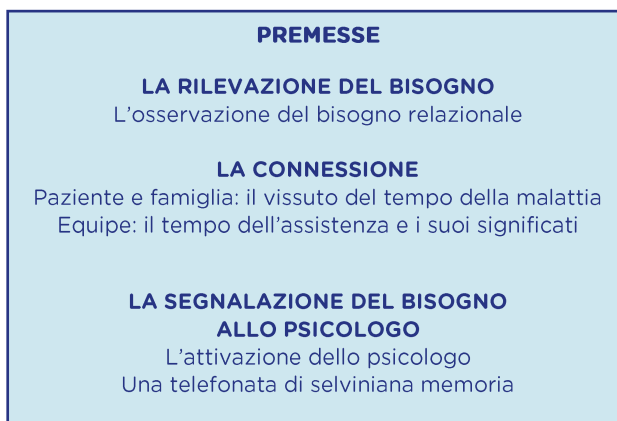 PREMESSE
LA RILEVAZIONE DEL BISOGNO
L'osservazione del bisogno relazionale
LA CONNESSIONE
Paziente e famiglia: il vissuto del tempo della malattia
Equipe: il tempo dell'assistenza e i suoi significati
LA SEGNALAZIONE DEL BISOGNO
ALLO PSICOLOGO
L'attivazione dello psicologo
Una telefonata di selviniana memoria